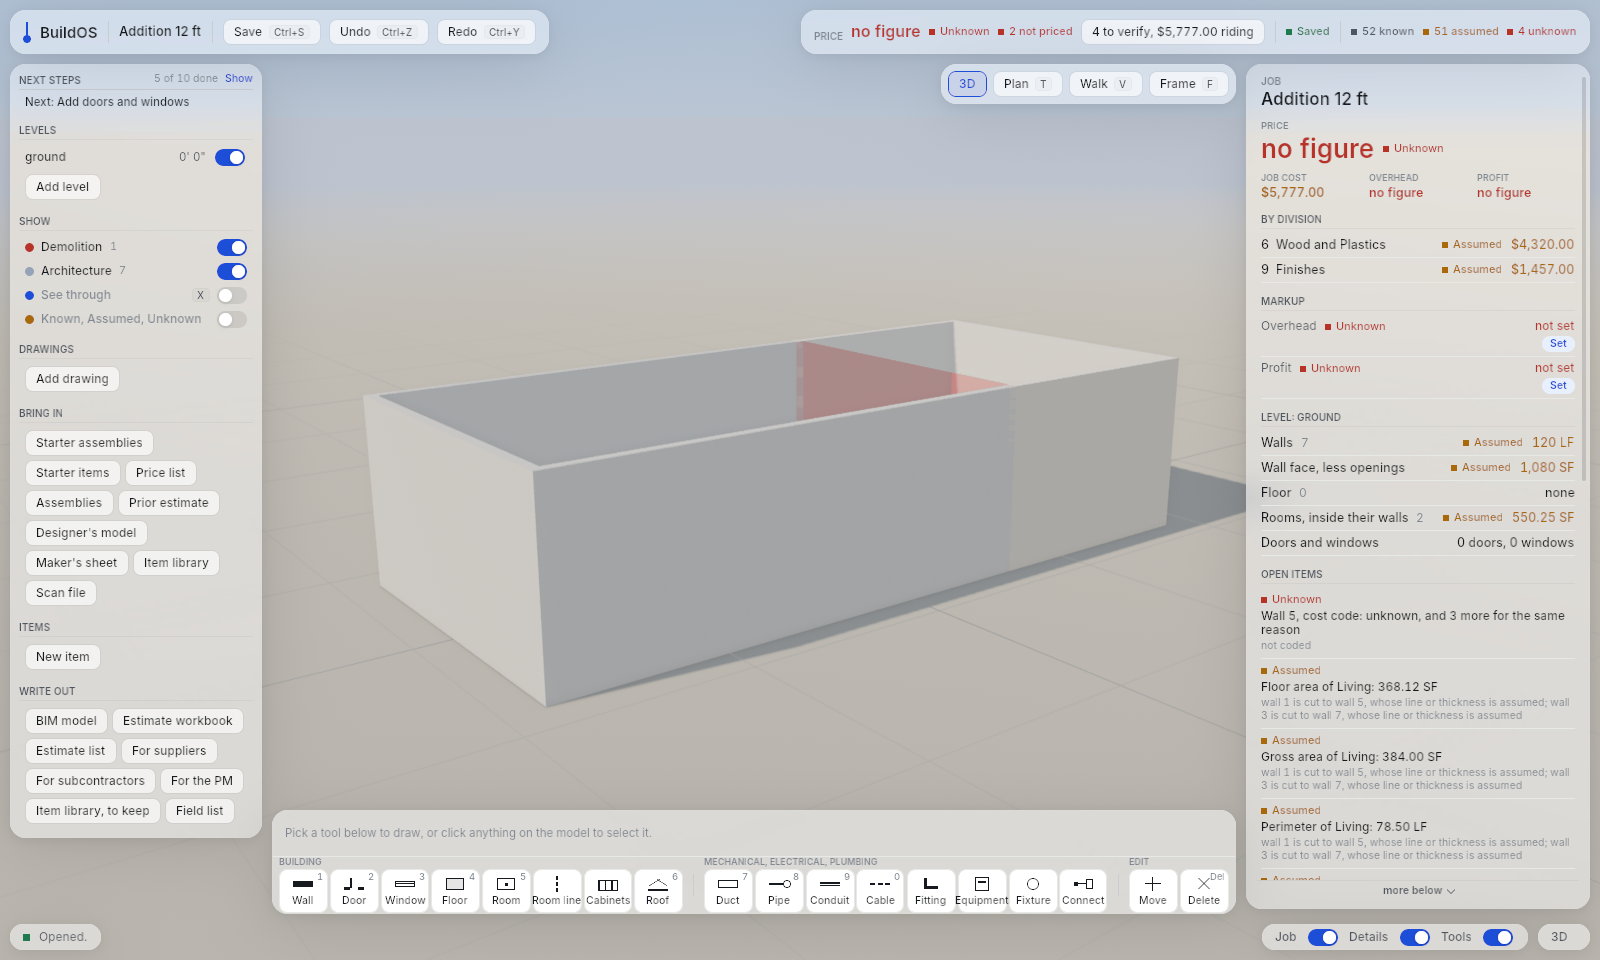 BuildOS
Addition 12 ft
Save Ctrl+S
Undo Ctrl+Z
Redo Ctrl+Y
PRICE no figure Unknown 2 not priced
4 to verify, $5,777.00 riding
Saved
52 known 51 assumed 4 unknown
NEXT STEPS 5 of 10 done Show
Next: Add doors and windows
LEVELS
ground 0' 0"
Add level
SHOW
Demolition 1
Architecture 7
See through X
Known, Assumed, Unknown
DRAWINGS
Add drawing
BRING IN
Starter assemblies
Starter items Price list
Assemblies Prior estimate
Designer's model
Maker's sheet Item library
Scan file
ITEMS
New item
WRITE OUT
BIM model Estimate workbook
Estimate list For suppliers
For subcontractors For the PM
Item library, to keep Field list
Opened.
3D Plan T Walk V Frame F
Pick a tool below to draw, or click anything on the model to select it.
BUILDING
1 2 3 4 5 6
Wall Door Window Floor Room Room line Cabinets Roof
MECHANICAL, ELECTRICAL, PLUMBING
7 8 9 0
Duct Pipe Conduit Cable Fitting Equipment Fixture Connect
EDIT
Del
Move Delete
JOB
Addition 12 ft
PRICE
no figure Unknown
JOB COST OVERHEAD PROFIT
$5,777.00 no figure no figure
BY DIVISION
6 Wood and Plastics Assumed $4,320.00
9 Finishes Assumed $1,457.00
MARKUP
Overhead Unknown not set
Set
Profit Unknown not set
Set
LEVEL: GROUND
Walls 7 Assumed 120 LF
Wall face, less openings Assumed 1,080 SF
Floor 0 none
Rooms, inside their walls 2 Assumed 550.25 SF
Doors and windows 0 doors, 0 windows
OPEN ITEMS
Unknown
Wall 5, cost code: unknown, and 3 more for the same
reason
not coded
Assumed
Floor area of Living: 368.12 SF
wall 1 is cut to wall 5, whose line or thickness is assumed; wall
3 is cut to wall 7, whose line or thickness is assumed
Assumed
Gross area of Living: 384.00 SF
wall 1 is cut to wall 5, whose line or thickness is assumed; wall
3 is cut to wall 7, whose line or thickness is assumed
Assumed
Perimeter of Living: 78.50 LF
wall 1 is cut to wall 5, whose line or thickness is assumed; wall
3 is cut to wall 7, whose line or thickness is assumed
more below
Job Details Tools 3D